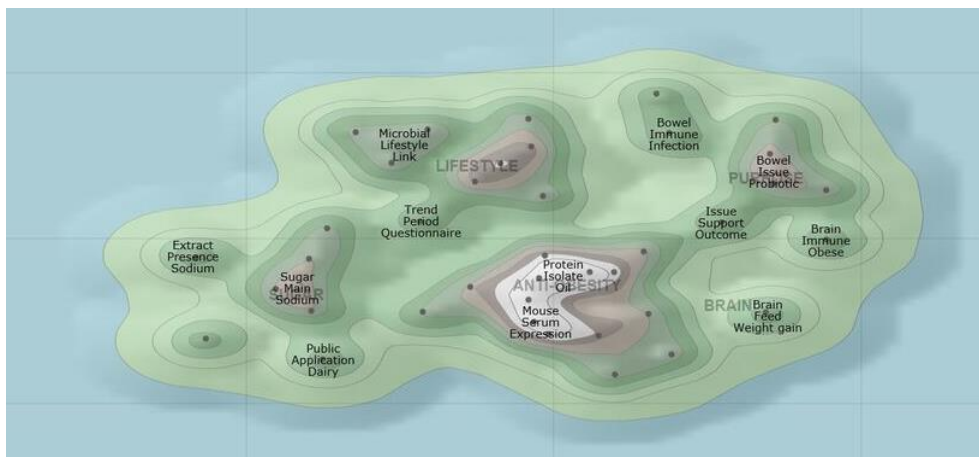 Microbial
Lifestyle
Link
LIFESTYLE
Bowel
Immune
Infection
Bowel
Issue
Probiotic
Trend
Period
Questionnaire
Issue
Support
Outcome
Brain
Immune
Obese
Extract
Presence
Sodium
Sugar
Main
Sodium
Protein
Isolate
Oil
ANTI-OBESITY
Mouse
Serum
Expression
BRAIN
Brain
Feed
Weight gain
Public
Application
Dairy